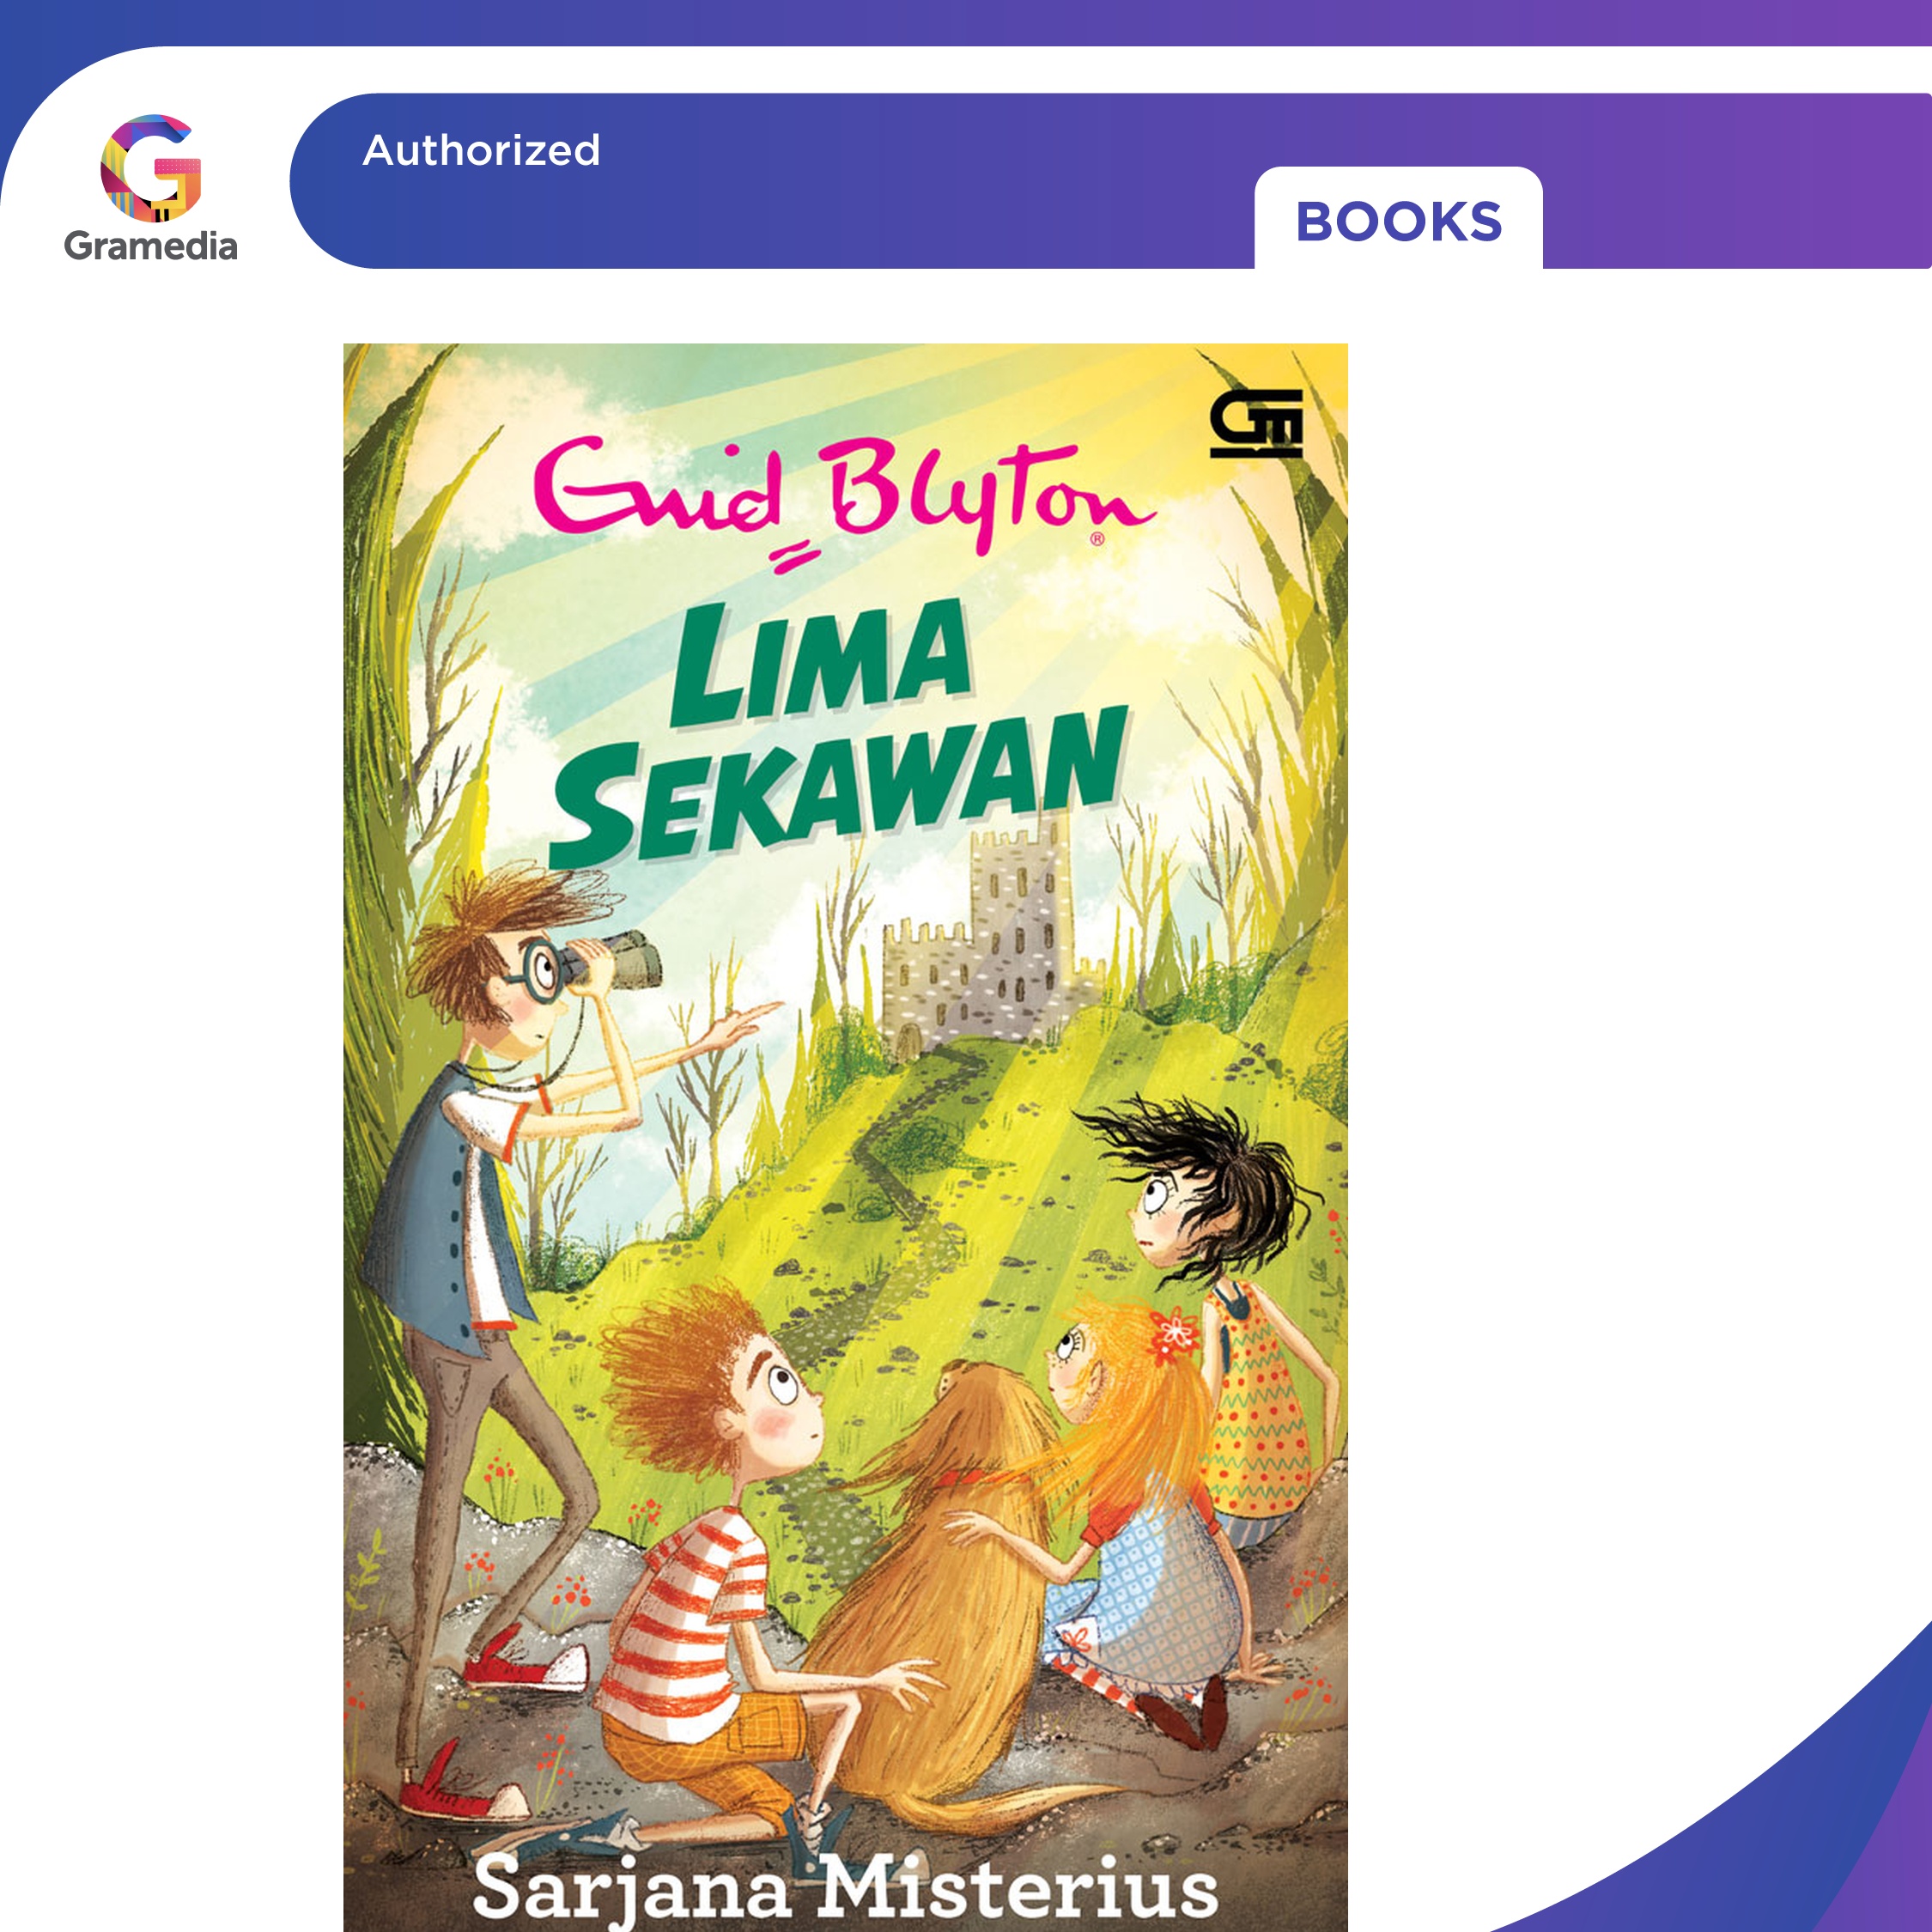 Authorized
BOOKS
Gramedia
Enid Blyton®
LIMA
SEKAWAN
Sarjana Misterius